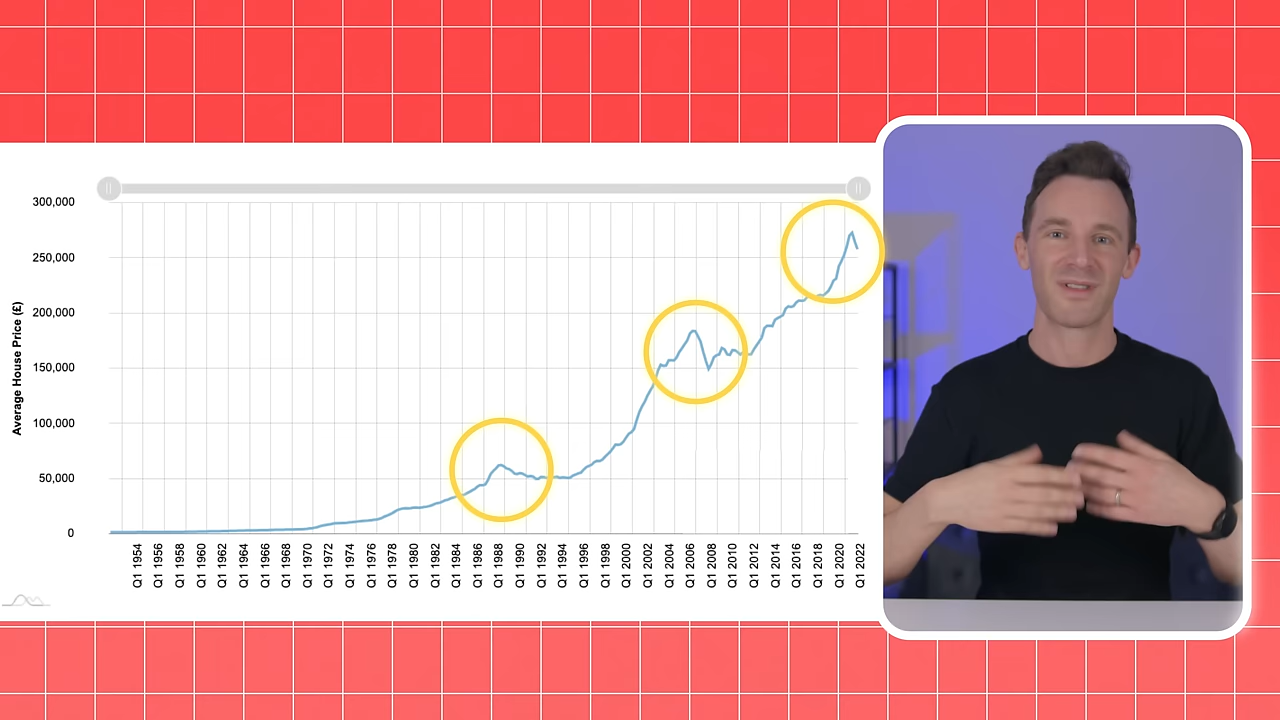 300,000
250,000
200,000
150,000
100,000
50,000
0
Average House Price (£)
Q1 1954
Q1 1956
Q1 1958
Q1 1960
Q1 1962
Q1 1964
Q1 1966
Q1 1968
Q1 1970
Q1 1972
Q1 1974
Q1 1976
Q1 1978
Q1 1980
Q1 1982
Q1 1984
Q1 1986
Q1 1988
Q1 1990
Q1 1992
Q1 1994
Q1 1996
Q1 1998
Q1 2000
Q1 2002
Q1 2004
Q1 2006
Q1 2008
Q1 2010
Q1 2012
Q1 2014
Q1 2016
Q1 2018
Q1 2020
Q1 2022